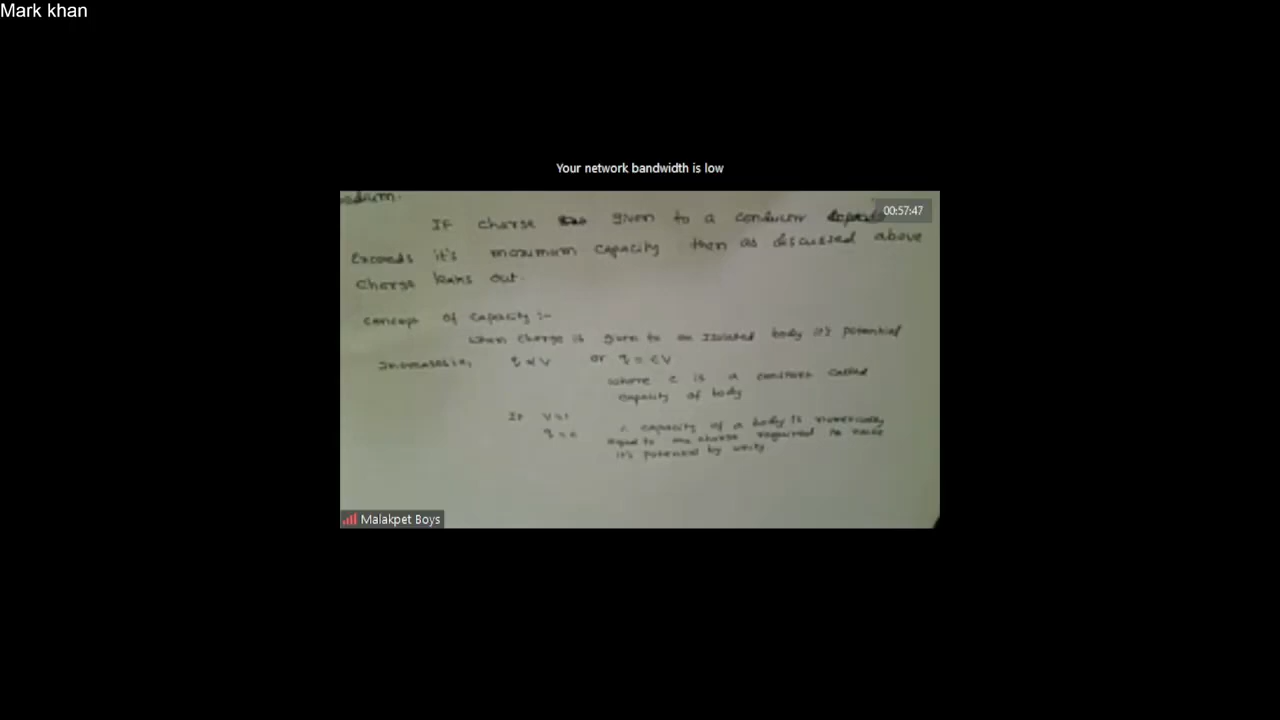 Mark khan
Your network bandwidth is low
00:57:47
IF charge given to a conductor
Exceeds it's maximum capacity then as discussed above
charge leaks out.
Concept of Capacity :-
when charge is given to an Isolated body it's potential
Increases i.e, q ∝ V or q = CV
where C is a constant called
capacity of body
If V=1
q = C ∴ capacity of a body is numerically
equal to the charge required to raise
it's potential by unity
Malakpet Boys